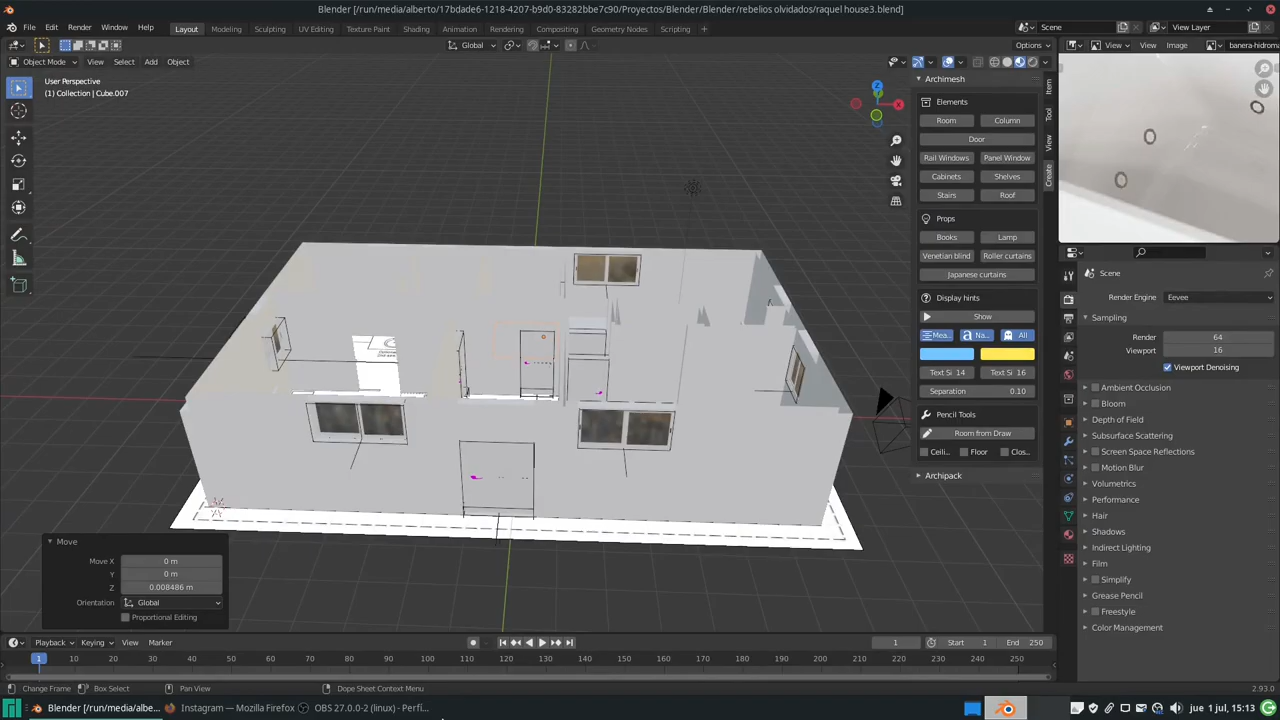 Blender [/run/media/alberto/17bdade6-1218-4207-b9d0-83282bbe7c90/Proyectos/Blender/Blender/rebelios olvidados/raquel house3.blend]
File Edit Render Window Help Layout Modeling Sculpting UV Editing Texture Paint Shading Animation Rendering Compositing Geometry Nodes Scripting Scene View Layer
Global Options View View Image banera-hidrom
Object Mode View Select Add Object
User Perspective
(1) Collection | Cube.007
Archimesh
Elements
Room Column
Door
Rail Windows Panel Window
Cabinets Shelves
Stairs Roof
Props
Books Lamp
Venetian blind Roller curtains
Japanese curtains
Display hints
Show
Mea... Na... All
Text Si 14 Text Si 16
Separation 0.10
Pencil Tools
Room from Draw
Ceili... Floor Clos...
Archipack
Item
Tool
View
Create
X
Z
Scene
Render Engine Eevee
Sampling
Render 64
Viewport 16
Viewport Denoising
Ambient Occlusion
Bloom
Depth of Field
Subsurface Scattering
Screen Space Reflections
Motion Blur
Volumetrics
Performance
Hair
Shadows
Indirect Lighting
Film
Simplify
Grease Pencil
Freestyle
Color Management
Move
Move X 0 m
Y 0 m
Z 0.008486 m
Orientation Global
Proportional Editing
Playback Keying View Marker 1 Start 1 End 250
1 10 20 30 40 50 60 70 80 90 100 110 120 130 140 150 160 170 180 190 200 210 220 230 240 250
Change Frame Box Select Pan View Dope Sheet Context Menu 2.93.0
Blender [/run/media/albe... Instagram — Mozilla Firefox OBS 27.0.0-2 (linux) - Perfi... jue 1 jul, 15:13